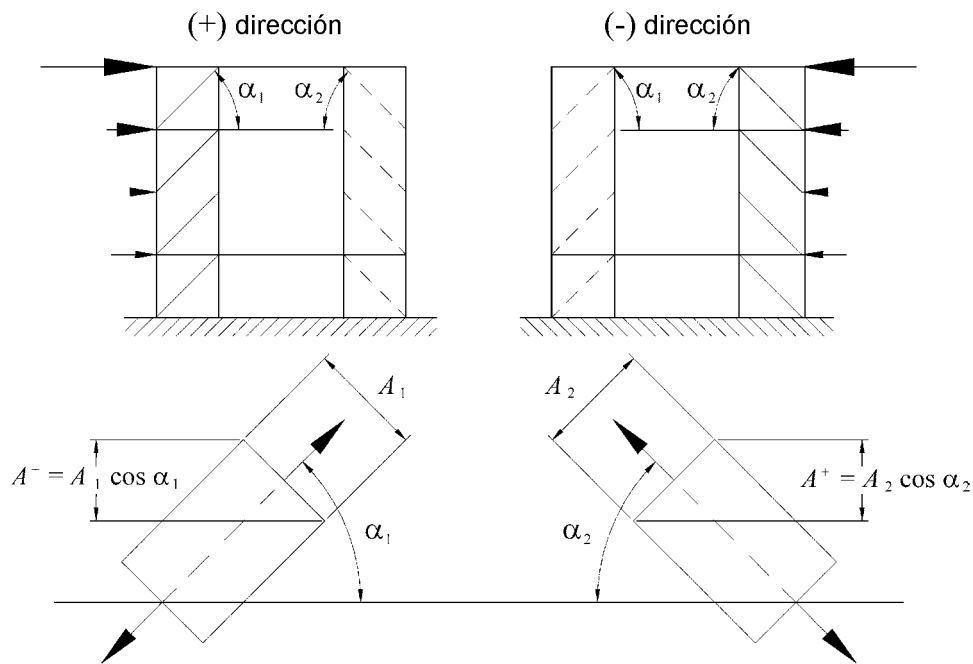 (+) dirección
(-) dirección
α₁ α₂
α₁ α₂
A₁
A₂
A⁻ = A₁ cos α₁
A⁺ = A₂ cos α₂
α₁
α₂